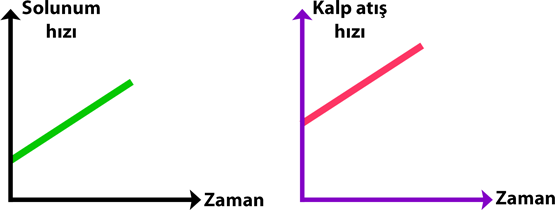 Solunum
hızı
Zaman
Kalp atış
hızı
Zaman